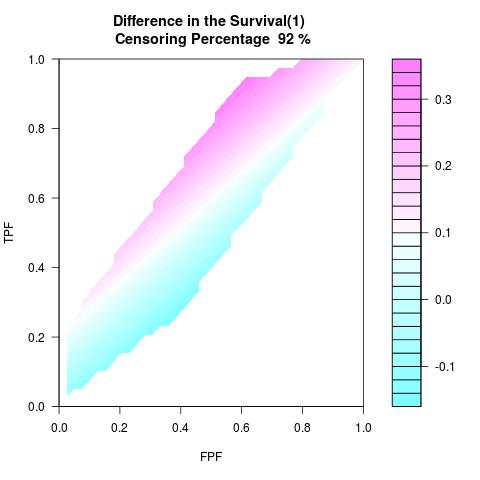 Difference in the Survival(1)
Censoring Percentage 92 %
TPF
1.0
0.8
0.6
0.4
0.2
0.0
0.0 0.2 0.4 0.6 0.8 1.0
FPF
0.3
0.2
0.1
0.0
-0.1